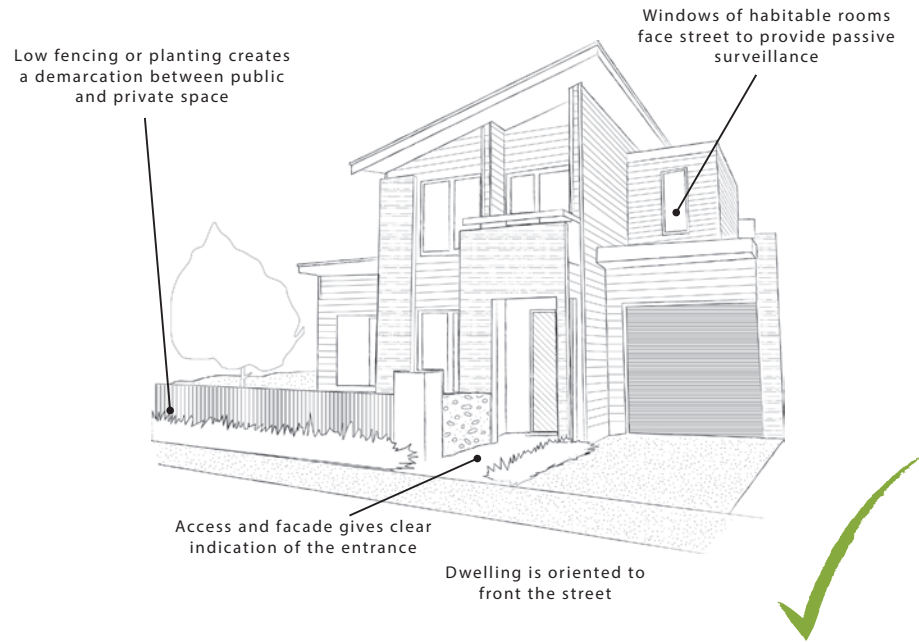 Low fencing or planting creates
a demarcation between public
and private space
Windows of habitable rooms
face street to provide passive
surveillance
Access and facade gives clear
indication of the entrance
Dwelling is oriented to
front the street